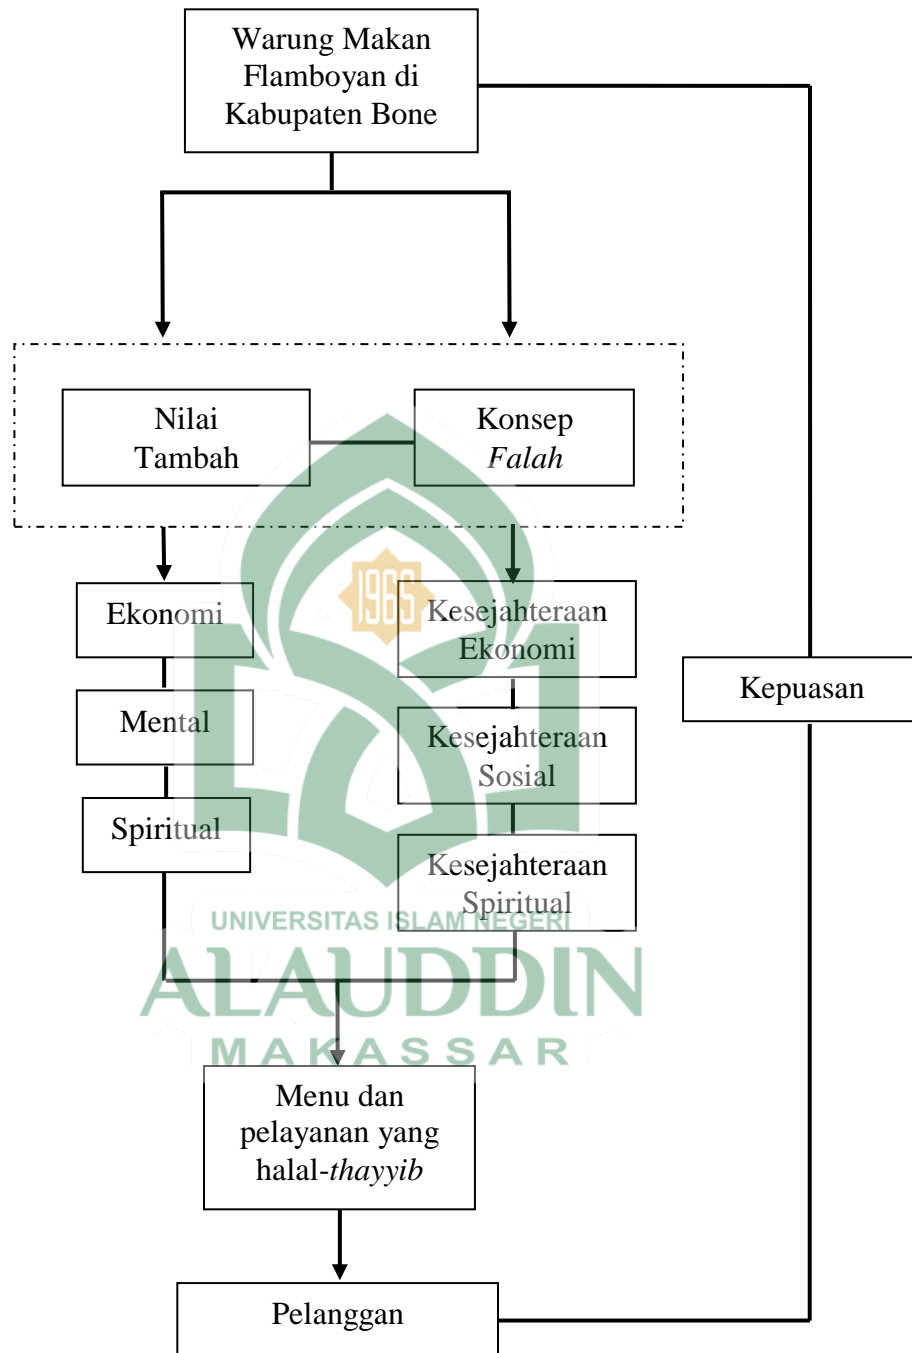 Warung Makan
Flamboyan di
Kabupaten Bone
Nilai
Tambah
Konsep
Falah
1965
Ekonomi
Kesejahteraan
Ekonomi
Kepuasan
Mental
Kesejahteraan
Sosial
Spiritual
Kesejahteraan
Spiritual
UNIVERSITAS ISLAM NEGERI
ALAUDDIN
MAKASSAR
Menu dan
pelayanan yang
halal-thayyib
Pelanggan